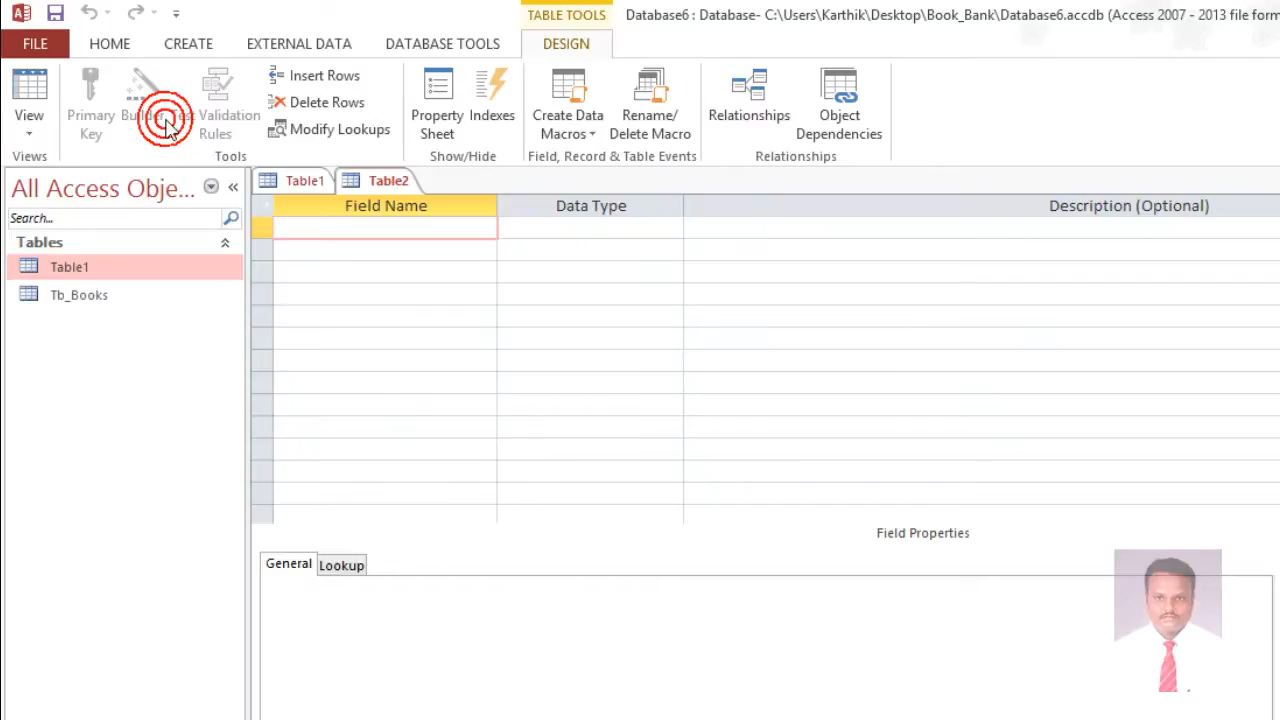 TABLE TOOLS
Database6 : Database- C:\Users\Karthik\Desktop\Book_Bank\Database6.accdb (Access 2007 - 2013 file form
FILE
HOME
CREATE
EXTERNAL DATA
DATABASE TOOLS
DESIGN
View
Primary Key
Builder
Test Validation Rules
Insert Rows
Delete Rows
Modify Lookups
Property Sheet
Indexes
Create Data Macros
Rename/ Delete Macro
Relationships
Object Dependencies
Views
Tools
Show/Hide
Field, Record & Table Events
Relationships
All Access Obje...
Search...
Tables
Table1
Tb_Books
Table1
Table2
Field Name
Data Type
Description (Optional)
Field Properties
General
Lookup